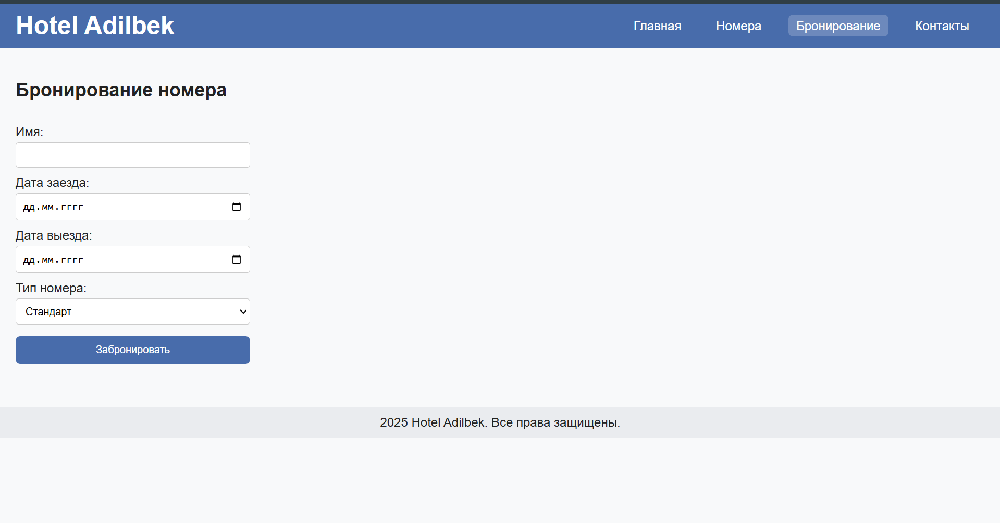 Hotel Adilbek
Главная Номера Бронирование Контакты
Бронирование номера
Имя:
Дата заезда:
дд.мм.гггг
Дата выезда:
дд.мм.гггг
Тип номера:
Стандарт
Забронировать
2025 Hotel Adilbek. Все права защищены.